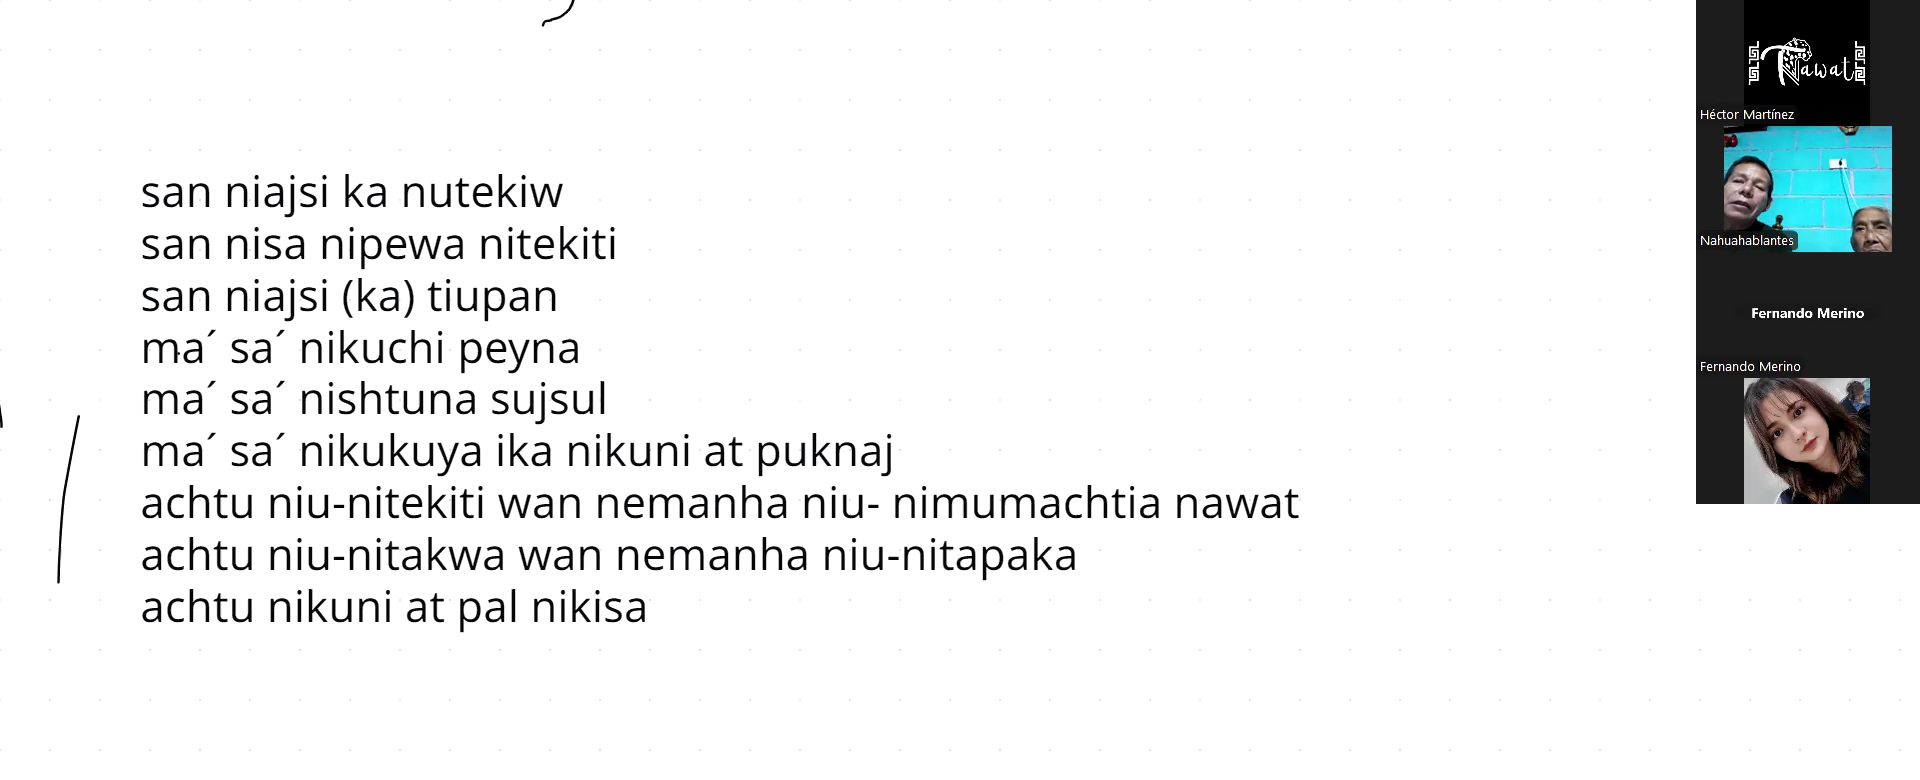 san niajsi ka nutekiw
san nisa nipewa nitekiti
san niajsi (ka) tiupan
ma´ sa´ nikuchi peyna
ma´ sa´ nishtuna sujsul
ma´ sa´ nikukuya ika nikuni at puknaj
achtu niu-nitekiti wan nemanha niu- nimumachtia nawat
achtu niu-nitakwa wan nemanha niu-nitapaka
achtu nikuni at pal nikisa
Tawat
Héctor Martínez
Nahuahablantes
Fernando Merino
Fernando Merino